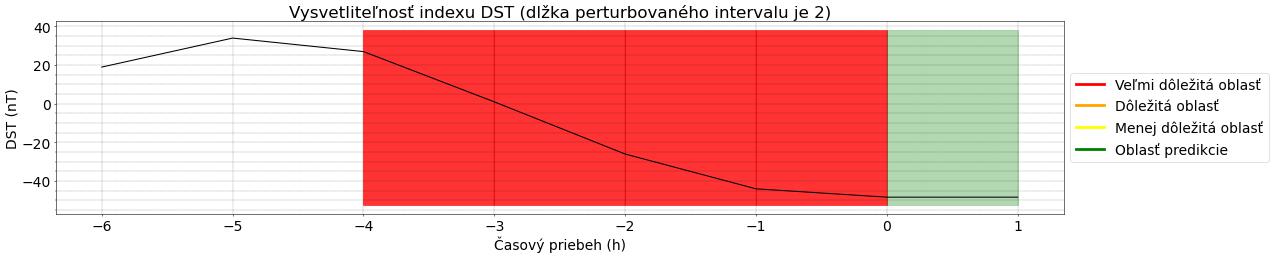 Vysvetliteľnosť indexu DST (dĺžka perturbovaného intervalu je 2)
DST (nT)
40
20
0
−20
−40
−6 −5 −4 −3 −2 −1 0 1
Časový priebeh (h)
Veľmi dôležitá oblasť
Dôležitá oblasť
Menej dôležitá oblasť
Oblasť predikcie